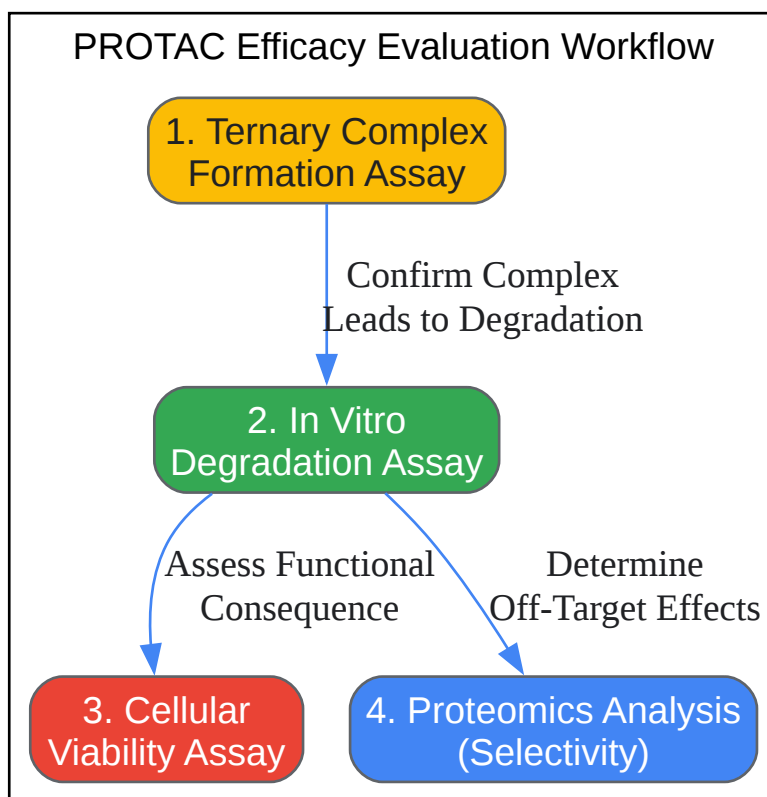 PROTAC Efficacy Evaluation Workflow
1. Ternary Complex
Formation Assay
Confirm Complex
Leads to Degradation
2. In Vitro
Degradation Assay
Assess Functional
Consequence
Determine
Off-Target Effects
3. Cellular
Viability Assay
4. Proteomics Analysis
(Selectivity)